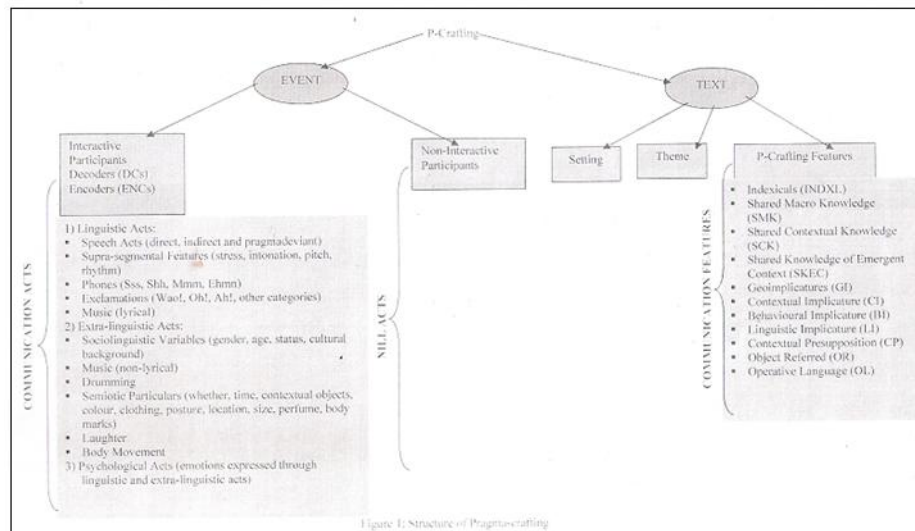 P-Crafting
EVENT
TEXT
Interactive
Participants
Decoders (DCs)
Encoders (ENCs)
Non-Interactive
Participants
Setting
Theme
P-Crafting Features
COMMUNICATION ACTS
1) Linguistic Acts:
▪ Speech Acts (direct, indirect and pragmadeviant)
▪ Supra-segmental Features (stress, intonation, pitch,
rhythm)
▪ Phones (Sss, Shh, Mmm, Ehmn)
▪ Exclamations (Wao!, Oh!, Ah!, other categories)
▪ Music (lyrical)
2) Extra-linguistic Acts:
▪ Sociolinguistic Variables (gender, age, status, cultural
background)
▪ Music (non-lyrical)
▪ Drumming
▪ Semiotic Particulars (whether, time, contextual objects,
colour, clothing, posture, location, size, perfume, body
marks)
▪ Laughter
▪ Body Movement
3) Psychological Acts (emotions expressed through
linguistic and extra-linguistic acts)
NILL ACTS
COMMUNICATION FEATURES
▪ Indexicals (INDXL)
▪ Shared Macro Knowledge
(SMK)
▪ Shared Contextual Knowledge
(SCK)
▪ Shared Knowledge of Emergent
Context (SKEC)
▪ Geoimplicatures (GI)
▪ Contextual Implicature (CI)
▪ Behavioural Implicature (BI)
▪ Linguistic Implicature (LI)
▪ Contextual Presupposition (CP)
▪ Object Referred (OR)
▪ Operative Language (OL)
Figure 1: Structure of Pragma-crafting